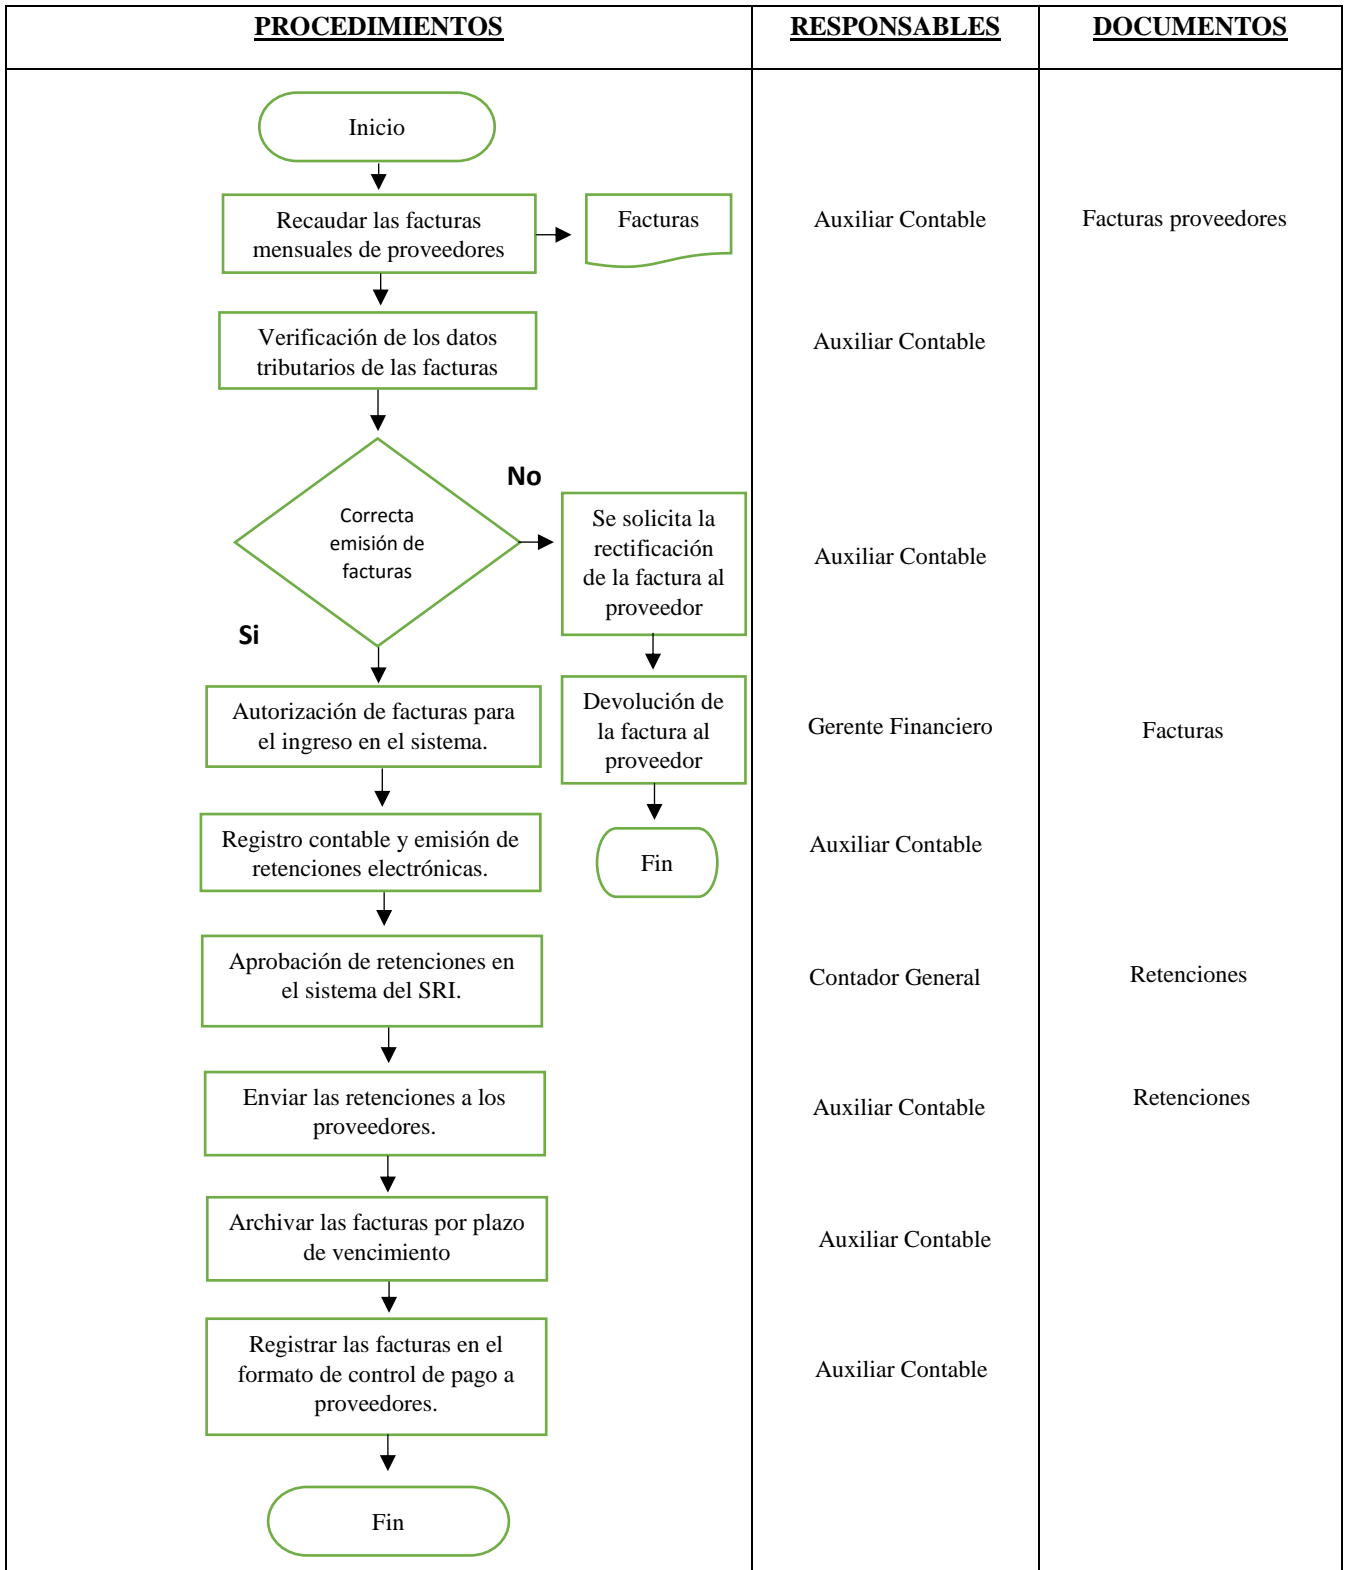 PROCEDIMIENTOS
RESPONSABLES
DOCUMENTOS
Inicio
Recaudar las facturas
mensuales de proveedores
Facturas
Auxiliar Contable
Facturas proveedores
Verificación de los datos
tributarios de las facturas
Auxiliar Contable
Correcta
emisión de
facturas
No
Se solicita la
rectificación
de la factura al
proveedor
Auxiliar Contable
Si
Autorización de facturas para
el ingreso en el sistema.
Devolución de
la factura al
proveedor
Gerente Financiero
Facturas
Registro contable y emisión de
retenciones electrónicas.
Fin
Auxiliar Contable
Aprobación de retenciones en
el sistema del SRI.
Contador General
Retenciones
Enviar las retenciones a los
proveedores.
Auxiliar Contable
Retenciones
Archivar las facturas por plazo
de vencimiento
Auxiliar Contable
Registrar las facturas en el
formato de control de pago a
proveedores.
Auxiliar Contable
Fin